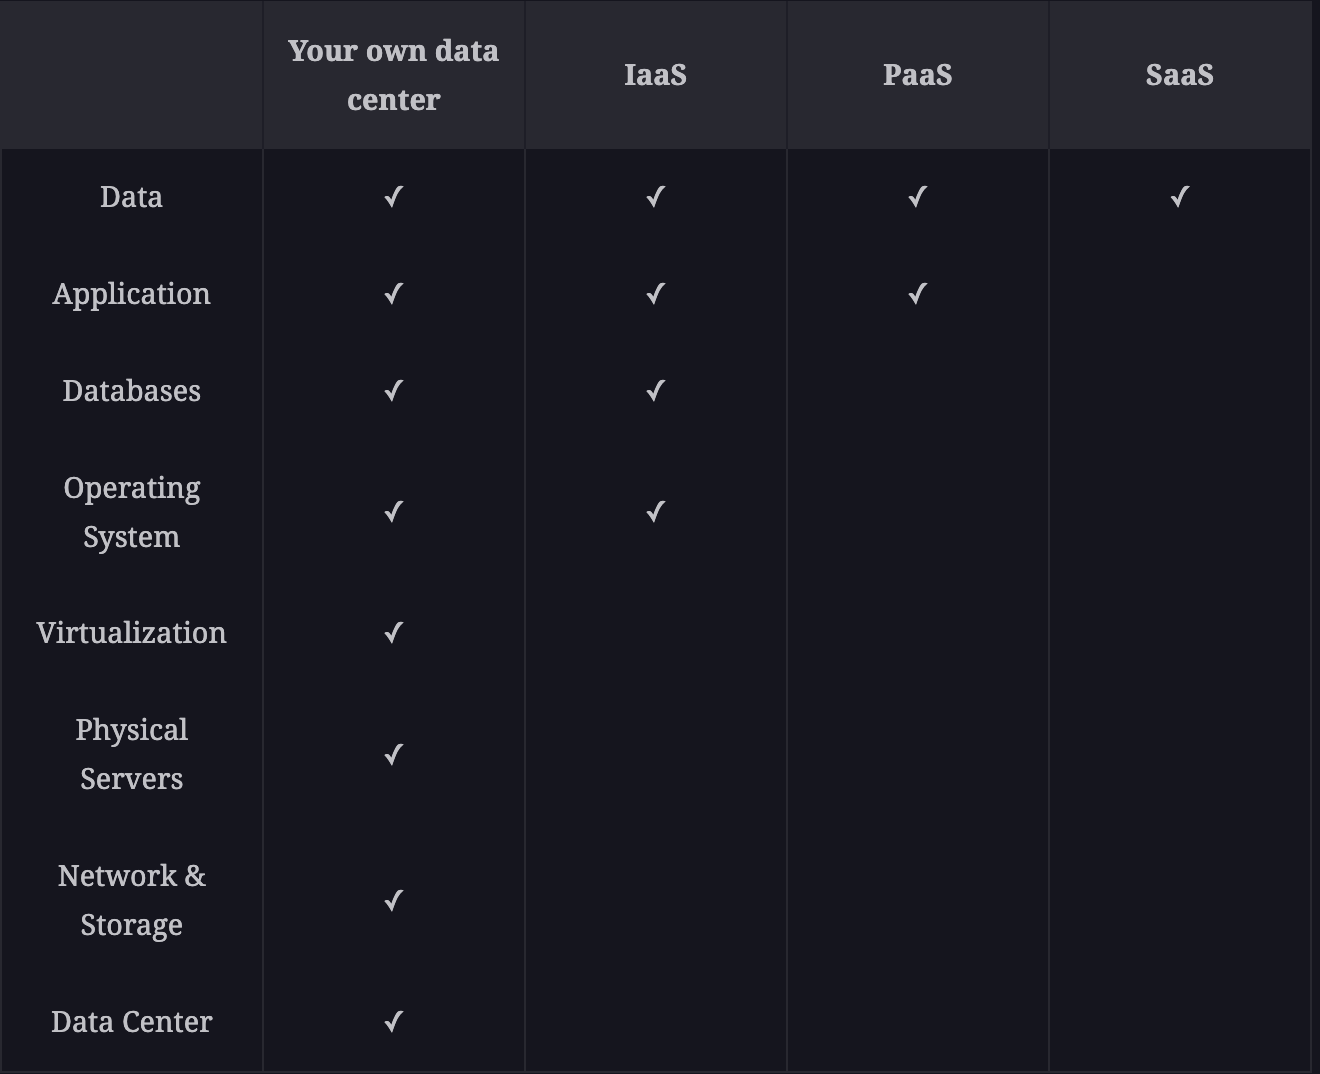 Your own data
center
IaaS
PaaS
SaaS
Data ✓ ✓ ✓ ✓
Application ✓ ✓ ✓
Databases ✓ ✓
Operating
System ✓ ✓
Virtualization ✓
Physical
Servers ✓
Network &
Storage ✓
Data Center ✓